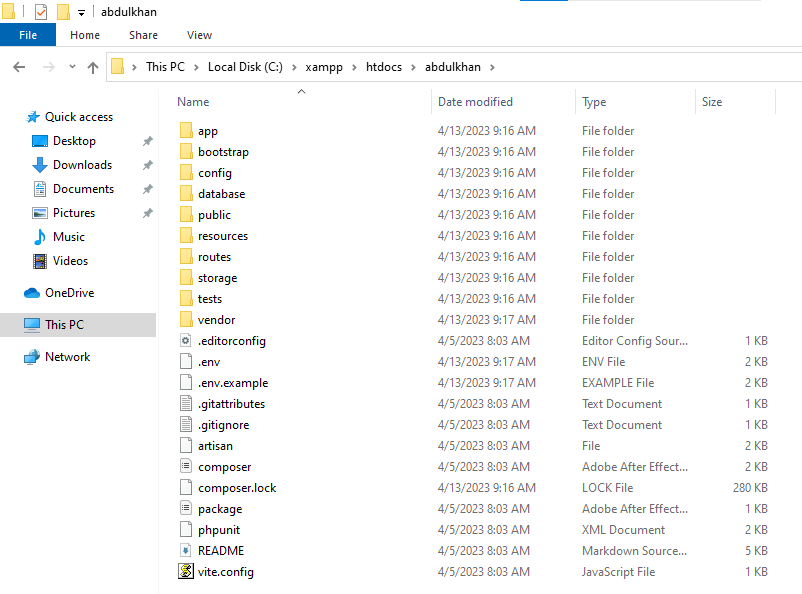 abdulkhan
File Home Share View
This PC Local Disk (C:) xampp htdocs abdulkhan
Name Date modified Type Size
Quick access
Desktop
Downloads
Documents
Pictures
Music
Videos
OneDrive
This PC
Network
app 4/13/2023 9:16 AM File folder
bootstrap 4/13/2023 9:16 AM File folder
config 4/13/2023 9:16 AM File folder
database 4/13/2023 9:16 AM File folder
public 4/13/2023 9:16 AM File folder
resources 4/13/2023 9:16 AM File folder
routes 4/13/2023 9:16 AM File folder
storage 4/13/2023 9:16 AM File folder
tests 4/13/2023 9:16 AM File folder
vendor 4/13/2023 9:17 AM File folder
.editorconfig 4/5/2023 8:03 AM Editor Config Sour... 1 KB
.env 4/13/2023 9:17 AM ENV File 2 KB
.env.example 4/13/2023 9:17 AM EXAMPLE File 2 KB
.gitattributes 4/5/2023 8:03 AM Text Document 1 KB
.gitignore 4/5/2023 8:03 AM Text Document 1 KB
artisan 4/5/2023 8:03 AM File 2 KB
composer 4/5/2023 8:03 AM Adobe After Effect... 2 KB
composer.lock 4/13/2023 9:16 AM LOCK File 280 KB
package 4/5/2023 8:03 AM Adobe After Effect... 1 KB
phpunit 4/5/2023 8:03 AM XML Document 2 KB
README 4/5/2023 8:03 AM Markdown Source... 5 KB
vite.config 4/5/2023 8:03 AM JavaScript File 1 KB